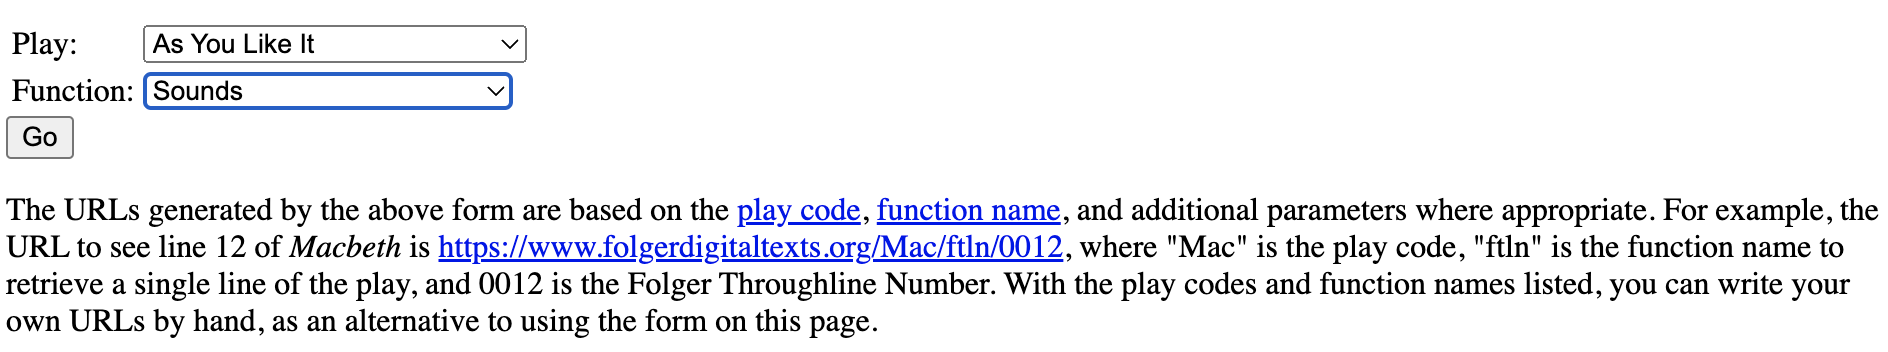 Play: As You Like It
Function: Sounds
Go
The URLs generated by the above form are based on the play code, function name, and additional parameters where appropriate. For example, the
URL to see line 12 of Macbeth is https://www.folgerdigitaltexts.org/Mac/ftln/0012, where "Mac" is the play code, "ftln" is the function name to
retrieve a single line of the play, and 0012 is the Folger Throughline Number. With the play codes and function names listed, you can write your
own URLs by hand, as an alternative to using the form on this page.